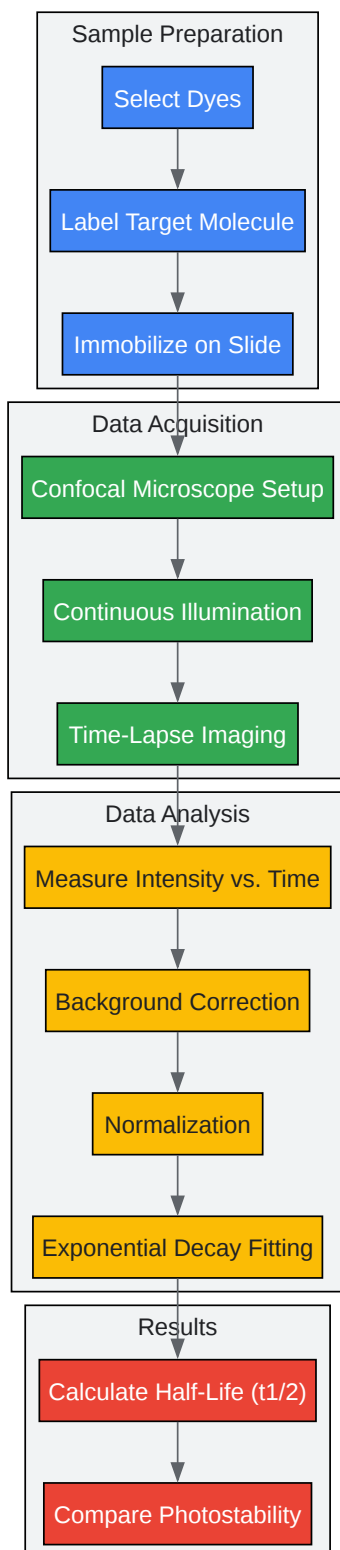 Sample Preparation
Select Dyes
Label Target Molecule
Immobilize on Slide
Data Acquisition
Confocal Microscope Setup
Continuous Illumination
Time-Lapse Imaging
Data Analysis
Measure Intensity vs. Time
Background Correction
Normalization
Exponential Decay Fitting
Results
Calculate Half-Life (t1/2)
Compare Photostability